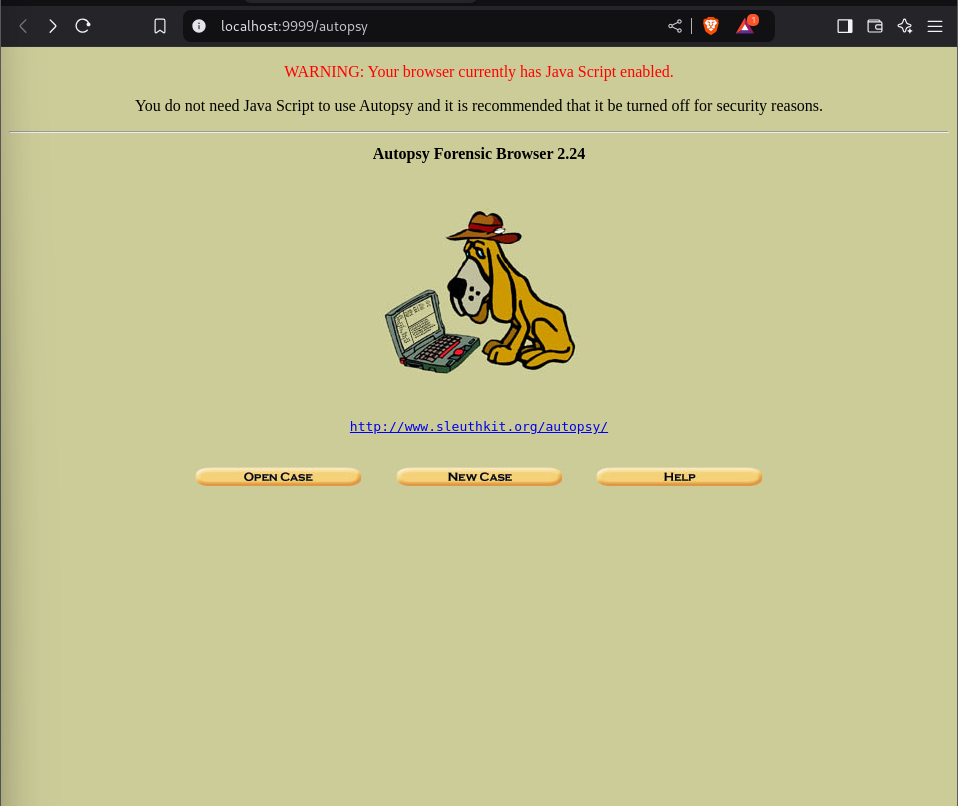 localhost:9999/autopsy
1
WARNING: Your browser currently has Java Script enabled.
You do not need Java Script to use Autopsy and it is recommended that it be turned off for security reasons.
Autopsy Forensic Browser 2.24
http://www.sleuthkit.org/autopsy/
OPEN CASE NEW CASE HELP